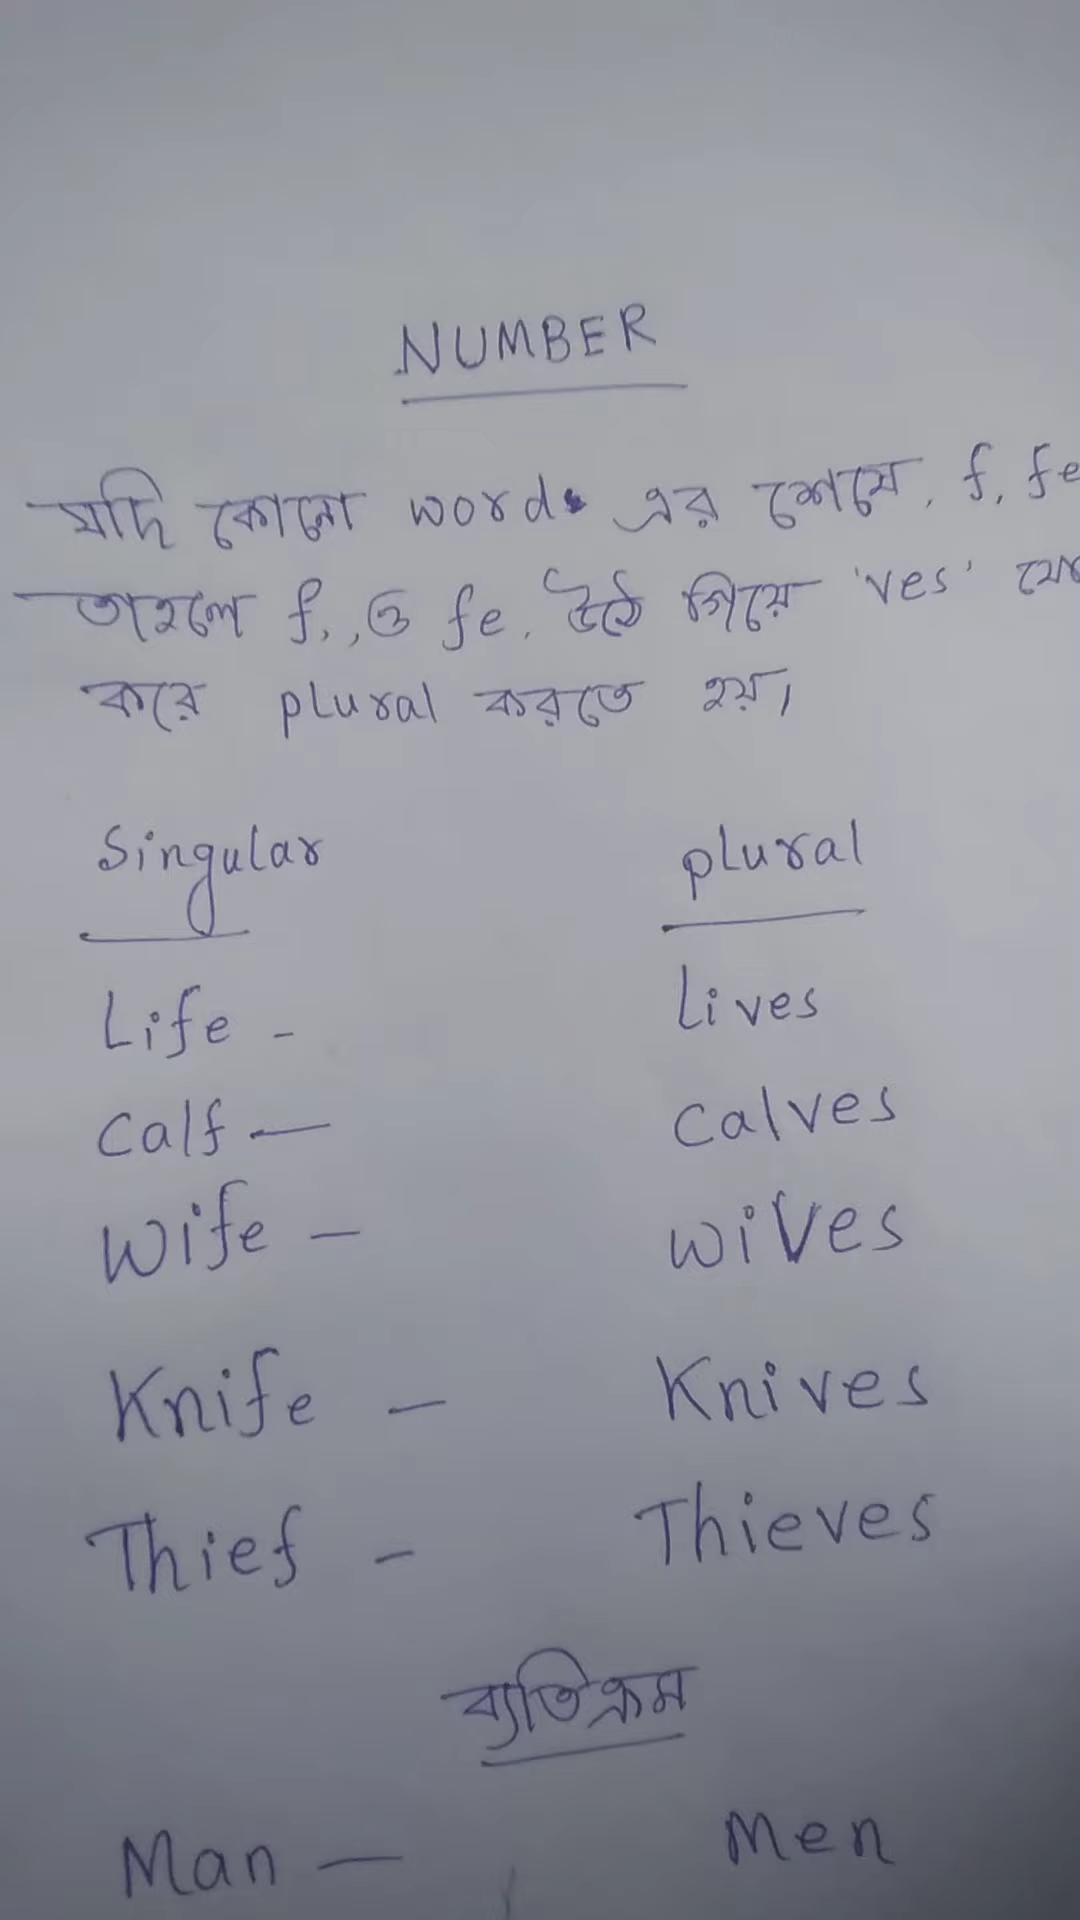 NUMBER
যদি কোনো word এর শেষে, f, fe
তাহলে f, ও fe, উঠে গিয়ে 'ves'
করে plural করতে হয়।
Singular plural
Life - Lives
Calf — Calves
Wife — wives
Knife — Knives
Thief - Thieves
ব্যতিক্রম
Man — Men